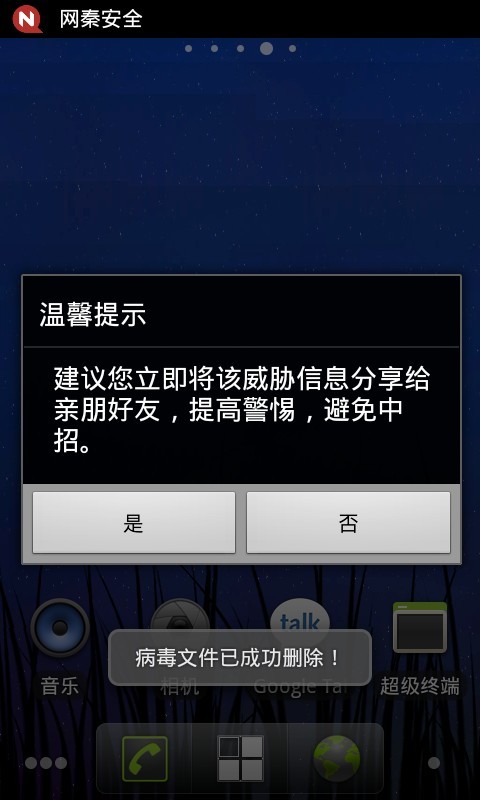 网秦安全
温馨提示
建议您立即将该威胁信息分享给
亲朋好友，提高警惕，避免中
招。
是
否
talk
病毒文件已成功删除！
音乐
相机
Google Ta
超级终端